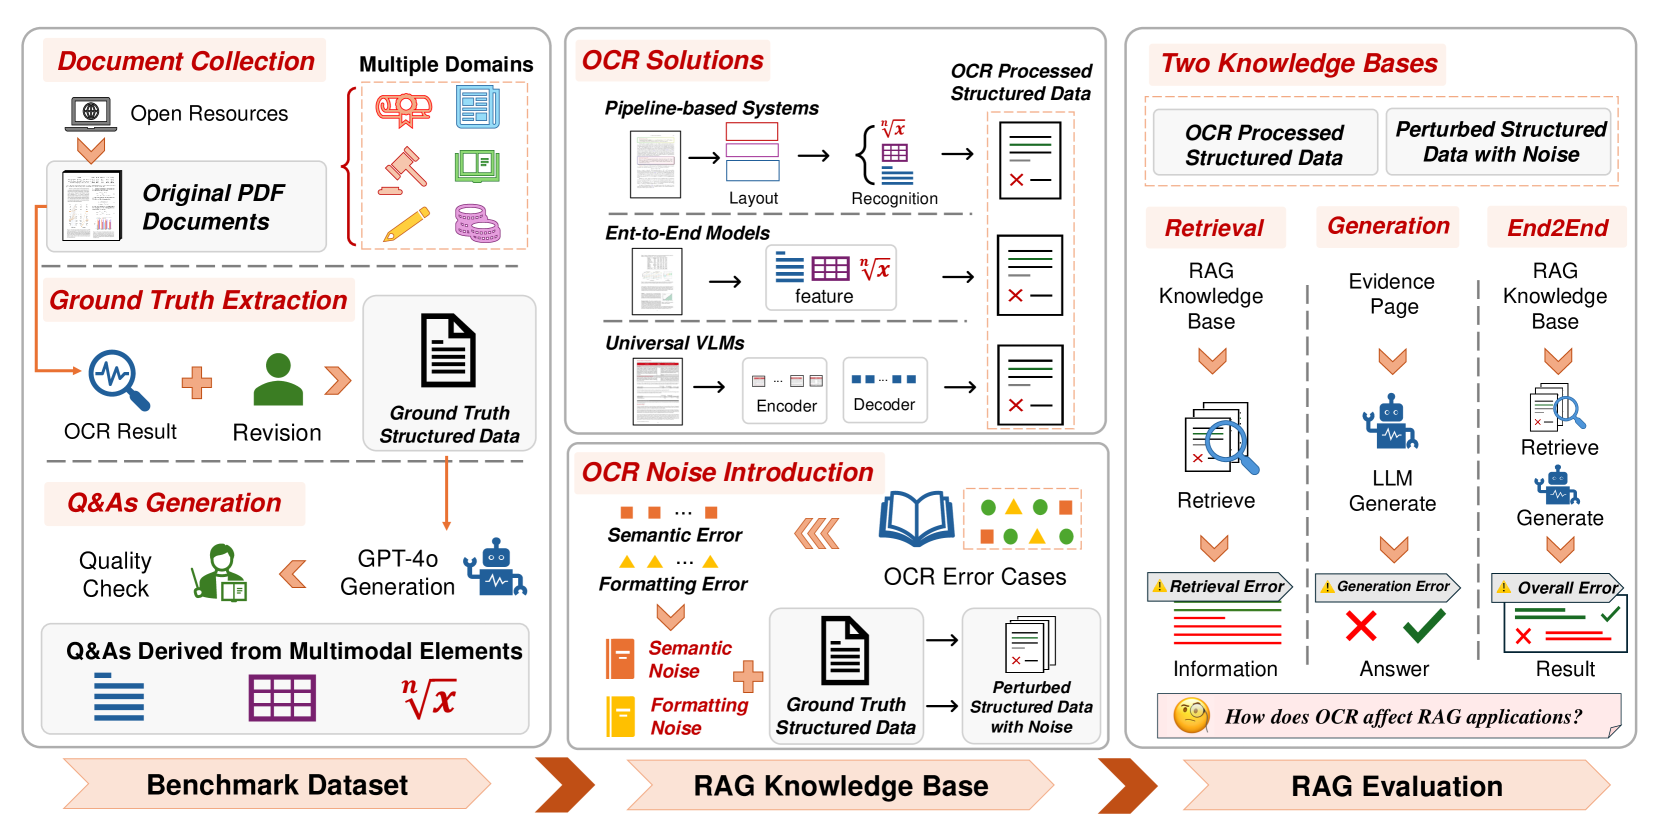 Document Collection
Multiple Domains
Open Resources
Original PDF
Documents
Ground Truth Extraction
OCR Result
Revision
Ground Truth
Structured Data
Q&As Generation
Quality
Check
GPT-4o
Generation
Q&As Derived from Multimodal Elements
n√x
Benchmark Dataset
OCR Solutions
OCR Processed
Structured Data
Pipeline-based Systems
n√x
Layout
Recognition
Ent-to-End Models
n√x
feature
Universal VLMs
...
Encoder
...
Decoder
OCR Noise Introduction
...
Semantic Error
...
Formatting Error
OCR Error Cases
Semantic
Noise
Formatting
Noise
Ground Truth
Structured Data
Perturbed
Structured Data
with Noise
RAG Knowledge Base
Two Knowledge Bases
OCR Processed
Structured Data
Perturbed Structured
Data with Noise
Retrieval
RAG
Knowledge
Base
Retrieve
Retrieval Error
Information
Generation
Evidence
Page
LLM
Generate
Generation Error
Answer
End2End
RAG
Knowledge
Base
Retrieve
Generate
Overall Error
Result
How does OCR affect RAG applications?
RAG Evaluation